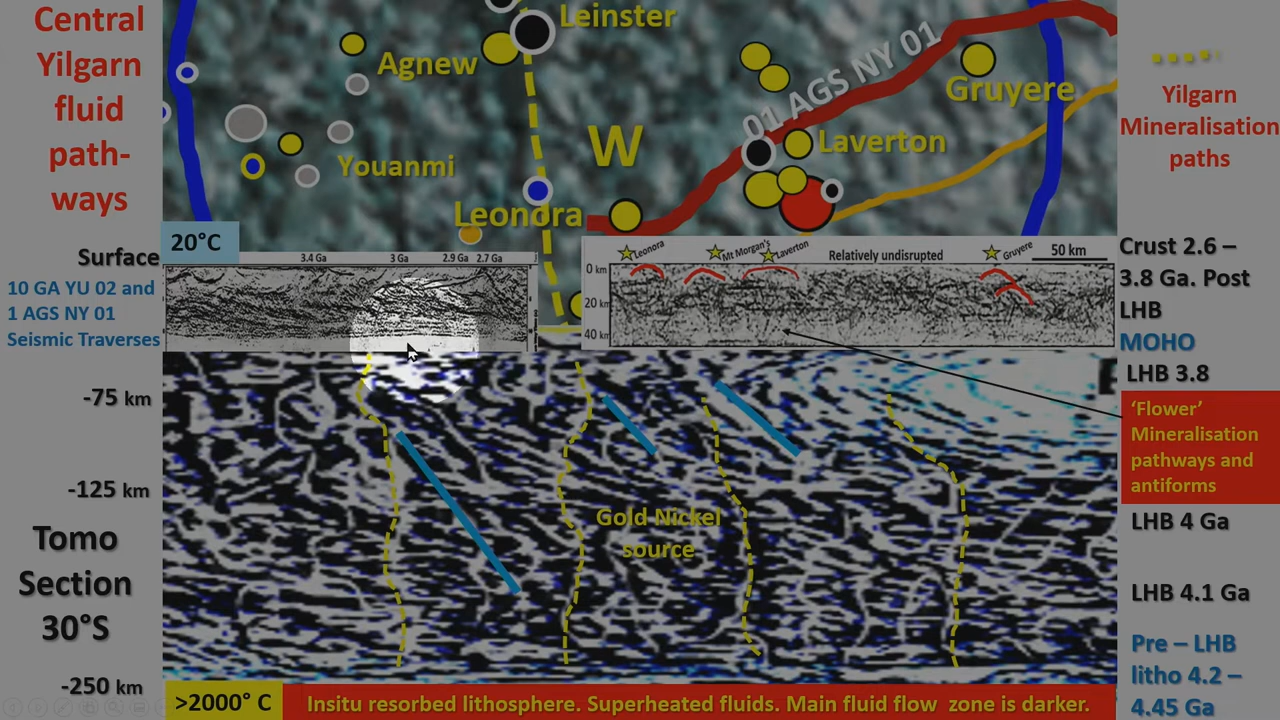 Central
Yilgarn
fluid
path-
ways
Leinster
Agnew
Youanmi
Leonora
W
01 AGS NY 01
Gruyere
Laverton
Yilgarn
Mineralisation
paths
20°C
Surface
10 GA YU 02 and
1 AGS NY 01
Seismic Traverses
3.4 Ga
3 Ga
2.9 Ga
2.7 Ga
Leonora
Mt Morgan's
Laverton
Relatively undisrupted
Gruyere
50 km
0 km
20 km
40 km
Crust 2.6 –
3.8 Ga. Post
LHB
MOHO
LHB 3.8
-75 km
‘Flower’
Mineralisation
pathways and
antiforms
-125 km
LHB 4 Ga
Gold Nickel
source
Tomo
Section
30°S
LHB 4.1 Ga
Pre – LHB
litho 4.2 –
4.45 Ga
-250 km
>2000° C
Insitu resorbed lithosphere. Superheated fluids. Main fluid flow zone is darker.